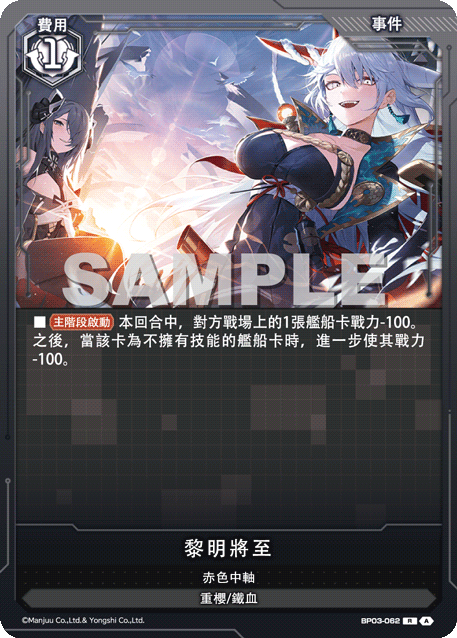 費用
事件
1
SAMPLE
■ 主階段啟動 本回合中，對方戰場上的1張艦船卡戰力-100。
之後，當該卡為不擁有技能的艦船卡時，進一步使其戰力
-100。
黎明將至
赤色中軸
重櫻/鐵血
©Manjuu Co.,Ltd.& Yongshi Co.,Ltd.
BP03-062 R A